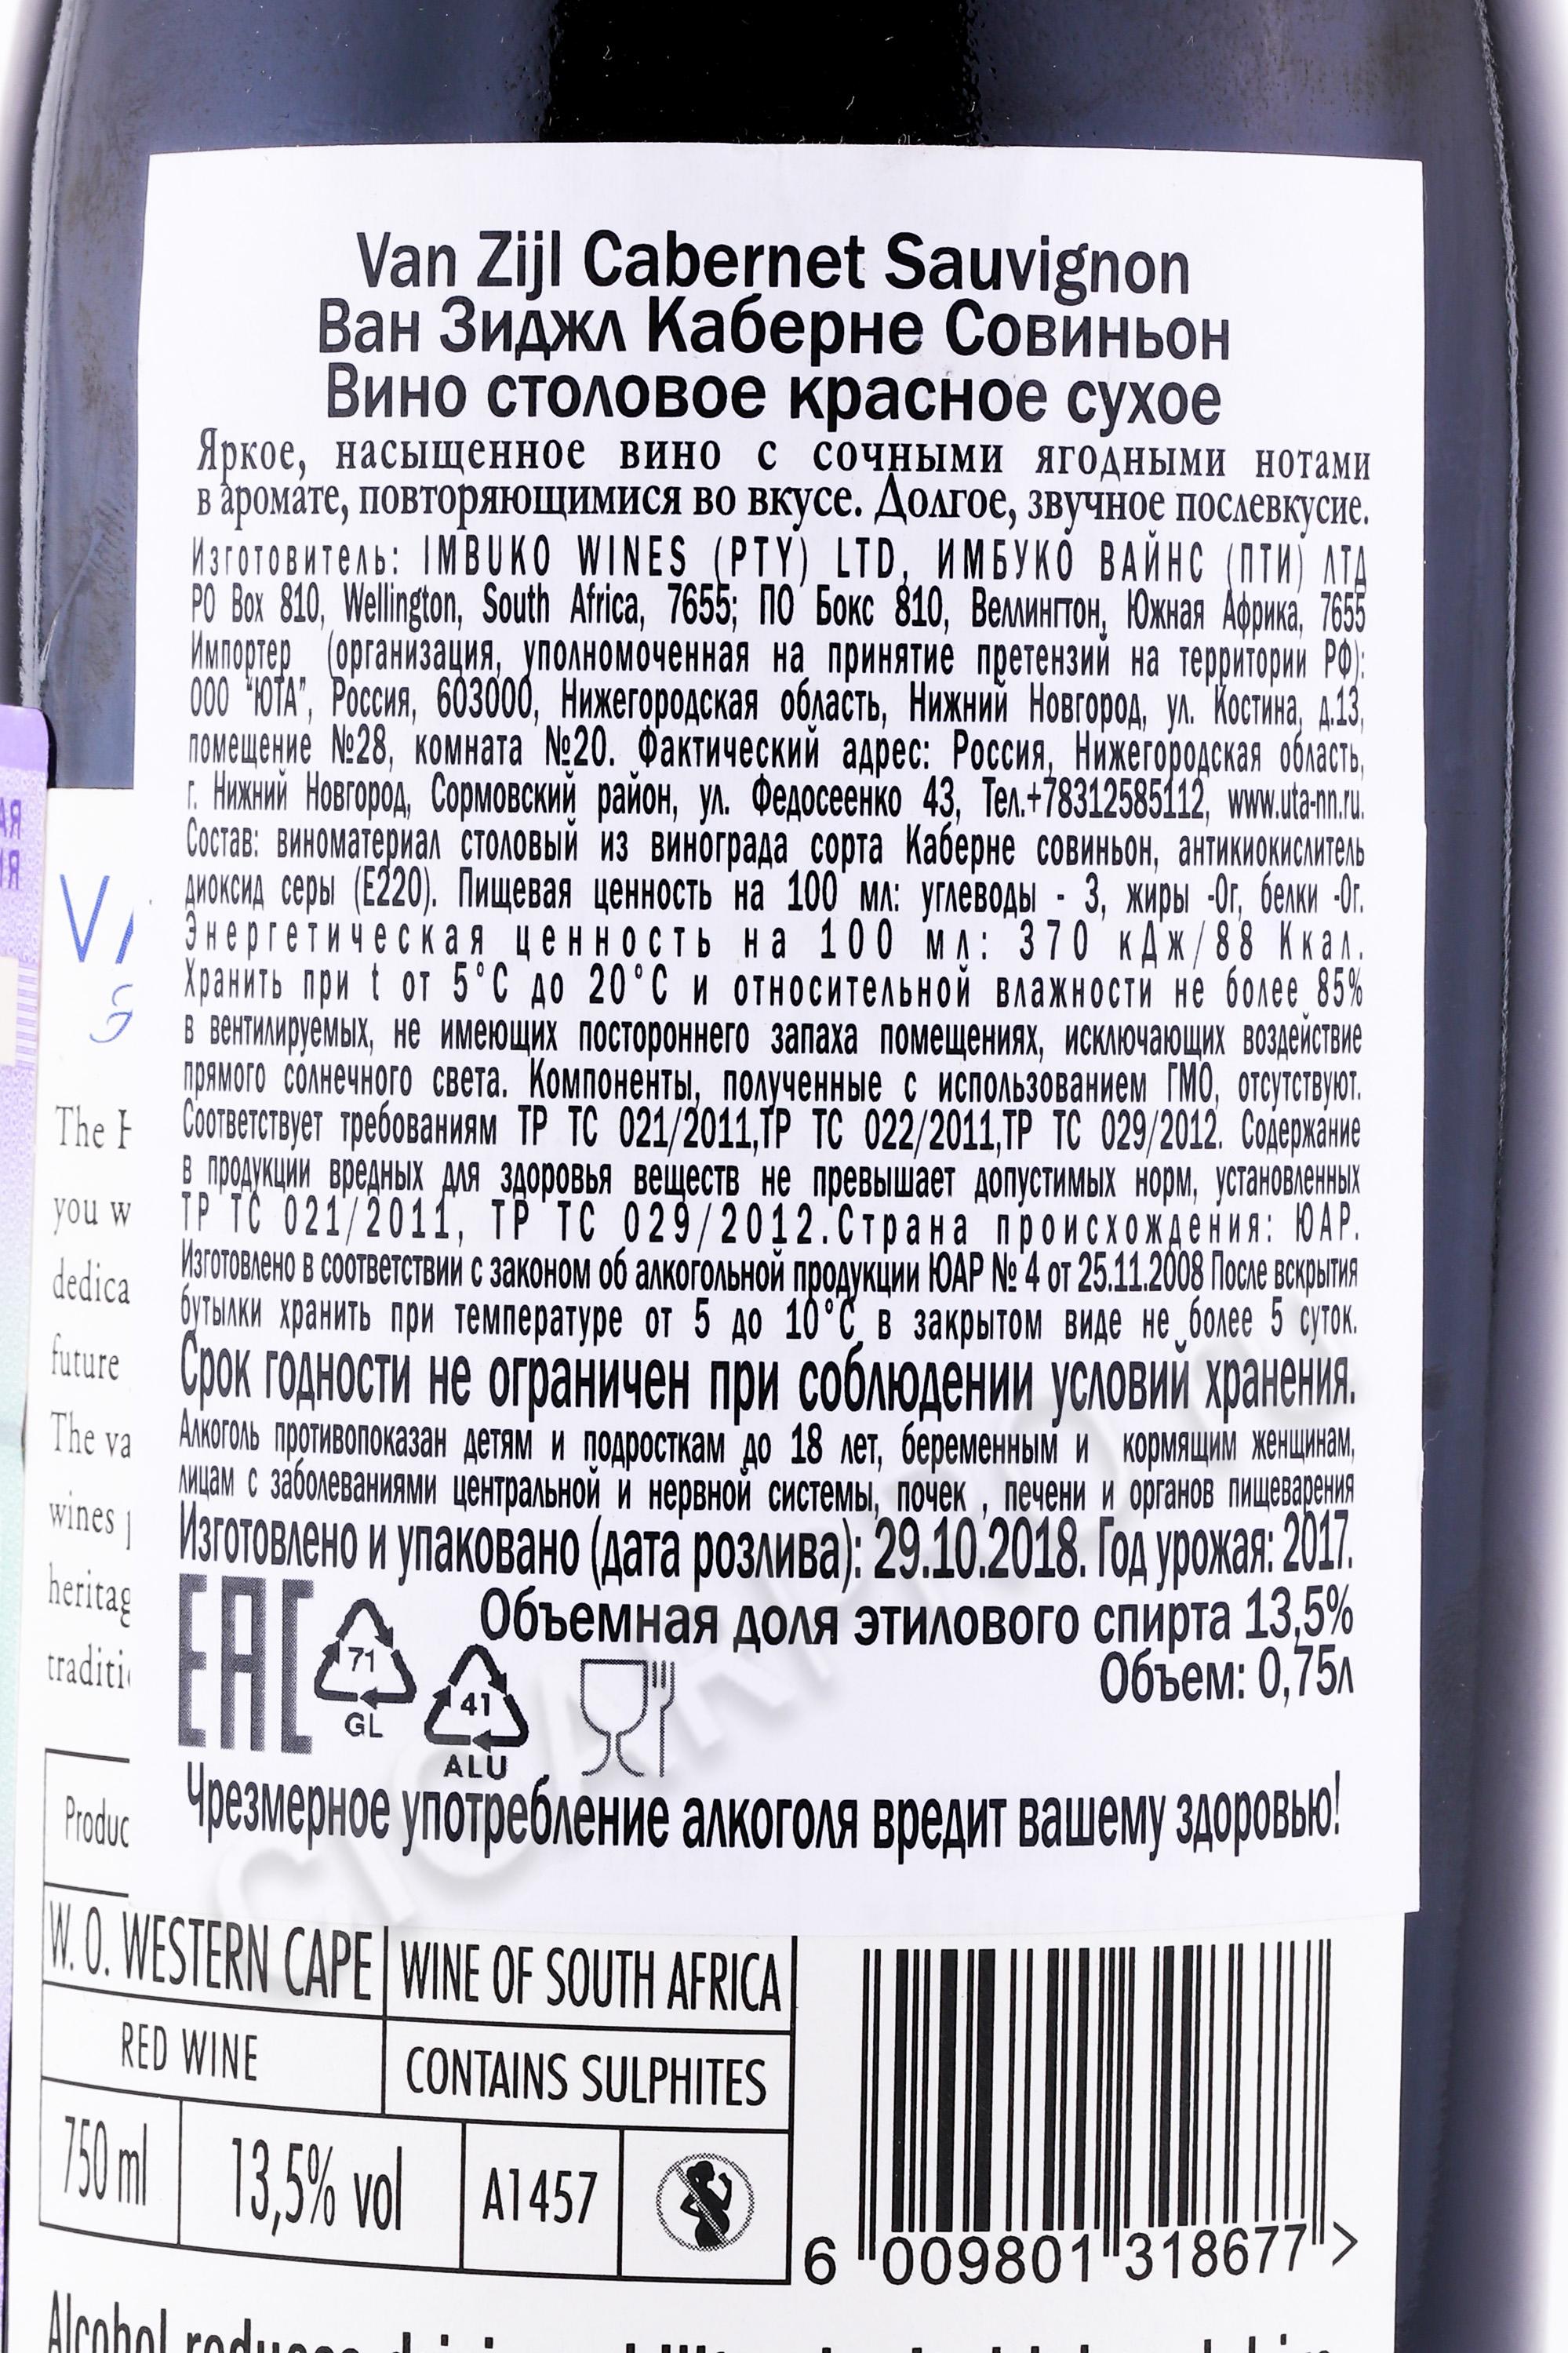 Van Zijl Cabernet Sauvignon
Ван Зиджл Каберне Совиньон
Вино столовое красное сухое
Яркое, насыщенное вино с сочными ягодными нотами
в аромате, повторяющимися во вкусе. Долгое, звучное послевкусие.
Изготовитель: IMBUKO WINES (PTY) LTD, ИМБУКО ВАЙНС (ПТИ) ЛТД
PO Box 810, Wellington, South Africa, 7655; ПО Бокс 810, Веллингтон, Южная Африка, 7655
Импортер (организация, уполномоченная на принятие претензий на территории РФ):
ООО "ЮТА", Россия, 603000, Нижегородская область, Нижний Новгород, ул. Костина, д.13,
помещение №28, комната №20. Фактический адрес: Россия, Нижегородская область,
г. Нижний Новгород, Сормовский район, ул. Федосеенко 43, Тел.+78312585112, www.uta-nn.ru.
Состав: виноматериал столовый из винограда сорта Каберне совиньон, антикиокислитель
диоксид серы (Е220). Пищевая ценность на 100 мл: углеводы - 3, жиры -0г, белки -0г.
Энергетическая ценность на 100 мл: 370 кДж/88 Ккал.
Хранить при t от 5°С до 20°С и относительной влажности не более 85%
в вентилируемых, не имеющих постороннего запаха помещениях, исключающих воздействие
прямого солнечного света. Компоненты, полученные с использованием ГМО, отсутствуют.
Соответствует требованиям ТР ТС 021/2011,ТР ТС 022/2011,ТР ТС 029/2012. Содержание
в продукции вредных для здоровья веществ не превышает допустимых норм, установленных
ТР ТС 021/2011, ТР ТС 029/2012.Страна происхождения: ЮАР.
Изготовлено в соответствии с законом об алкогольной продукции ЮАР № 4 от 25.11.2008 После вскрытия
бутылки хранить при температуре от 5 до 10°С в закрытом виде не более 5 суток.
Срок годности не ограничен при соблюдении условий хранения.
Алкоголь противопоказан детям и подросткам до 18 лет, беременным и кормящим женщинам,
лицам с заболеваниями центральной и нервной системы, почек , печени и органов пищеварения
Изготовлено и упаковано (дата розлива): 29.10.2018. Год урожая: 2017.
Объемная доля этилового спирта 13,5%
Объем: 0,75л
EAC
71
GL
41
ALU
Чрезмерное употребление алкоголя вредит вашему здоровью!
The
you w
dedica
future
The va
wines
heritag
traditi
Produc
W. O. WESTERN CAPE
WINE OF SOUTH AFRICA
RED WINE
CONTAINS SULPHITES
750 ml
13,5% vol
A1457
6 009801 318677 >
Alcohol reduces